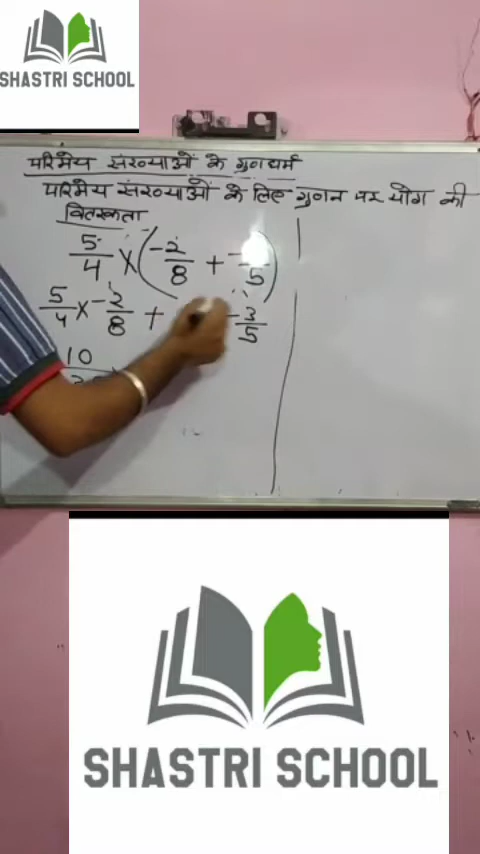 SHASTRI SCHOOL
परिमेय संख्याओं के गुणधर्म
परिमेय संख्याओं के लिए गुणन पर योग की
वितरकता
5/4 × (-2/8 + -/5)
5/4 × -2/8 + -3/5
10
SHASTRI SCHOOL